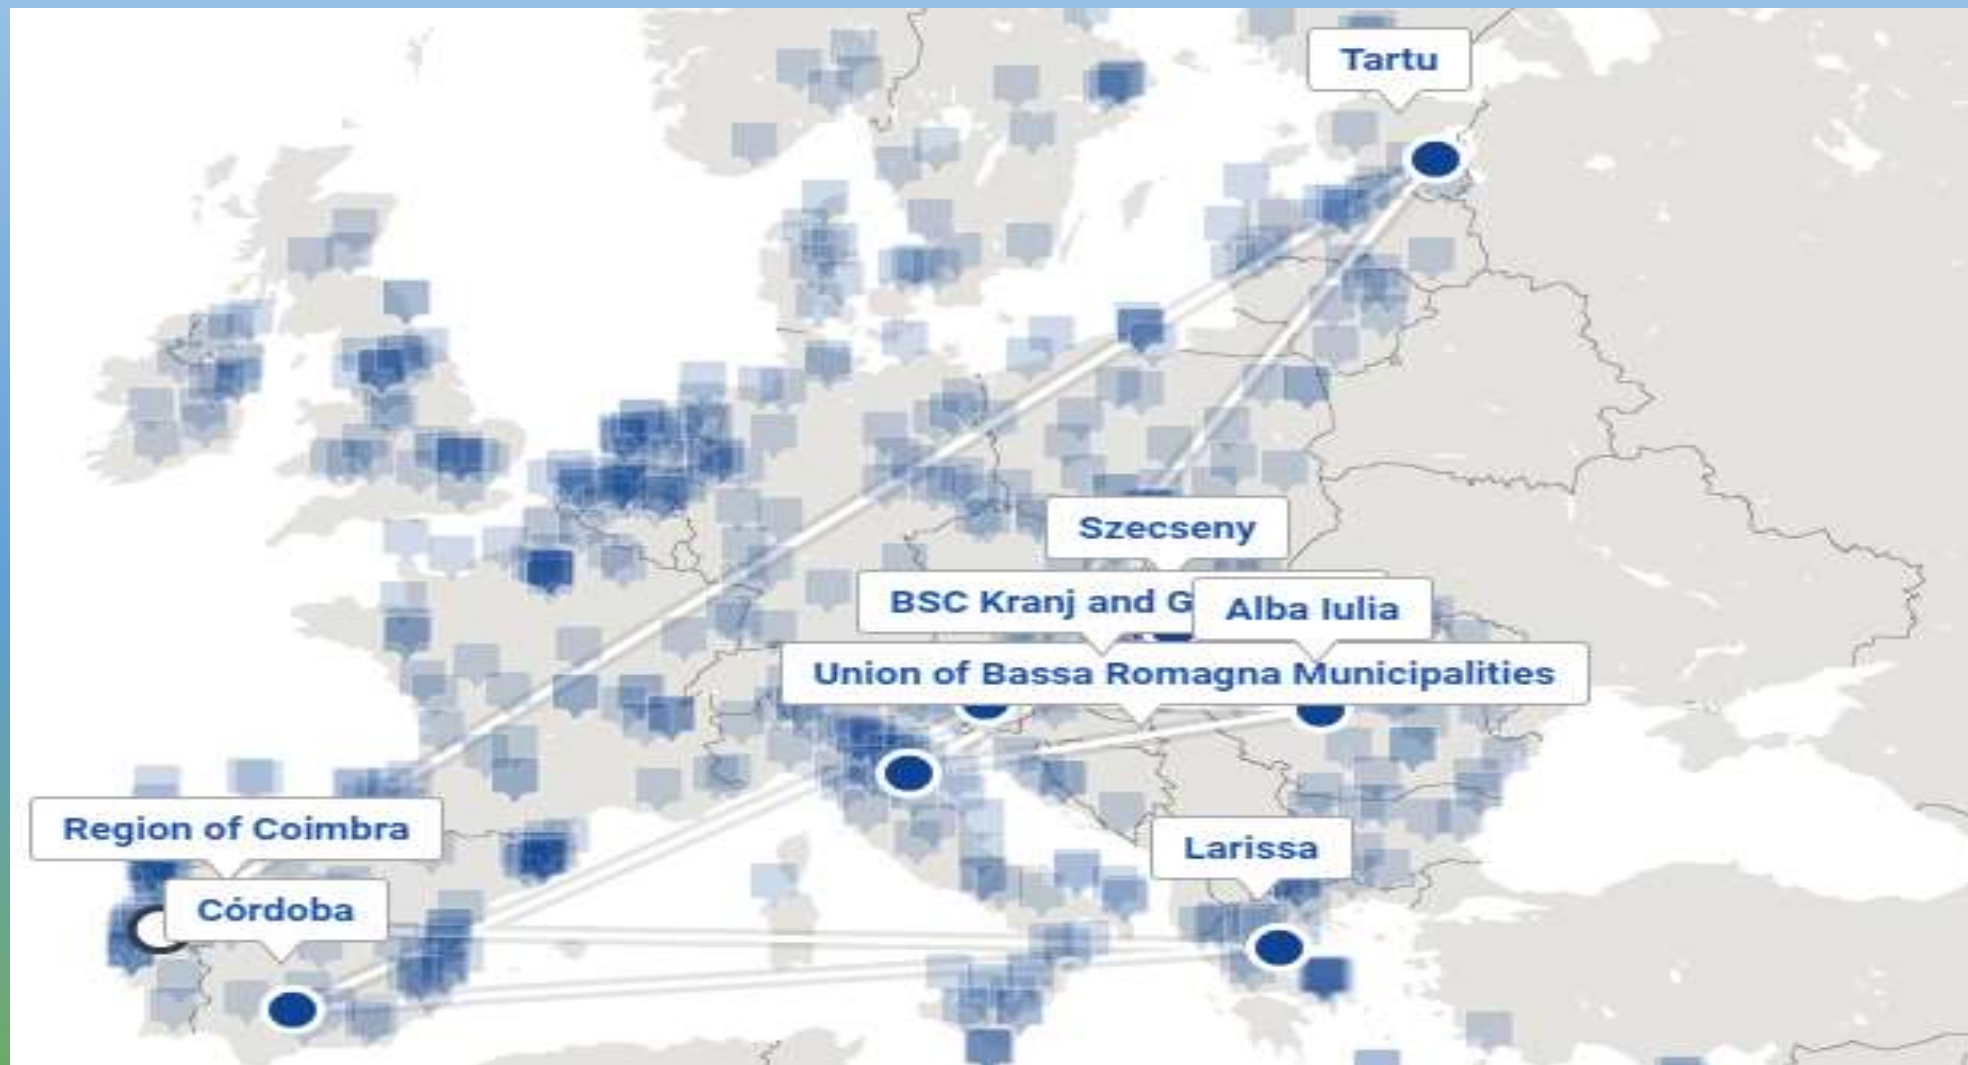 Tartu
Szecseny
BSC Kranj and G
Alba Iulia
Union of Bassa Romagna Municipalities
Region of Coimbra
Larissa
Córdoba